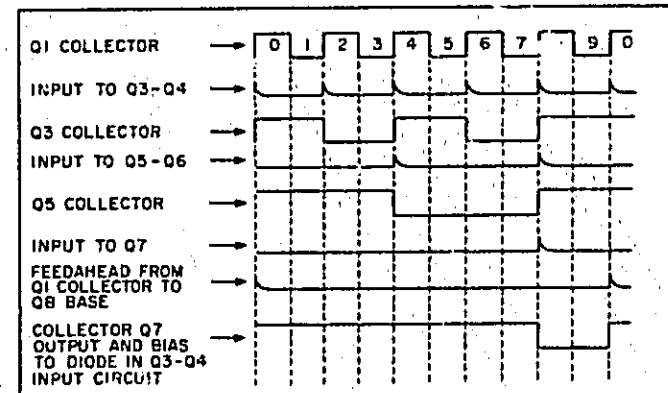 Q1 COLLECTOR
0 1 2 3 4 5 6 7 9 0
INPUT TO Q3-Q4
Q3 COLLECTOR
INPUT TO Q5-Q6
Q5 COLLECTOR
INPUT TO Q7
FEEDAHEAD FROM
Q1 COLLECTOR TO
Q8 BASE
COLLECTOR Q7
OUTPUT AND BIAS
TO DIODE IN Q3-Q4
INPUT CIRCUIT